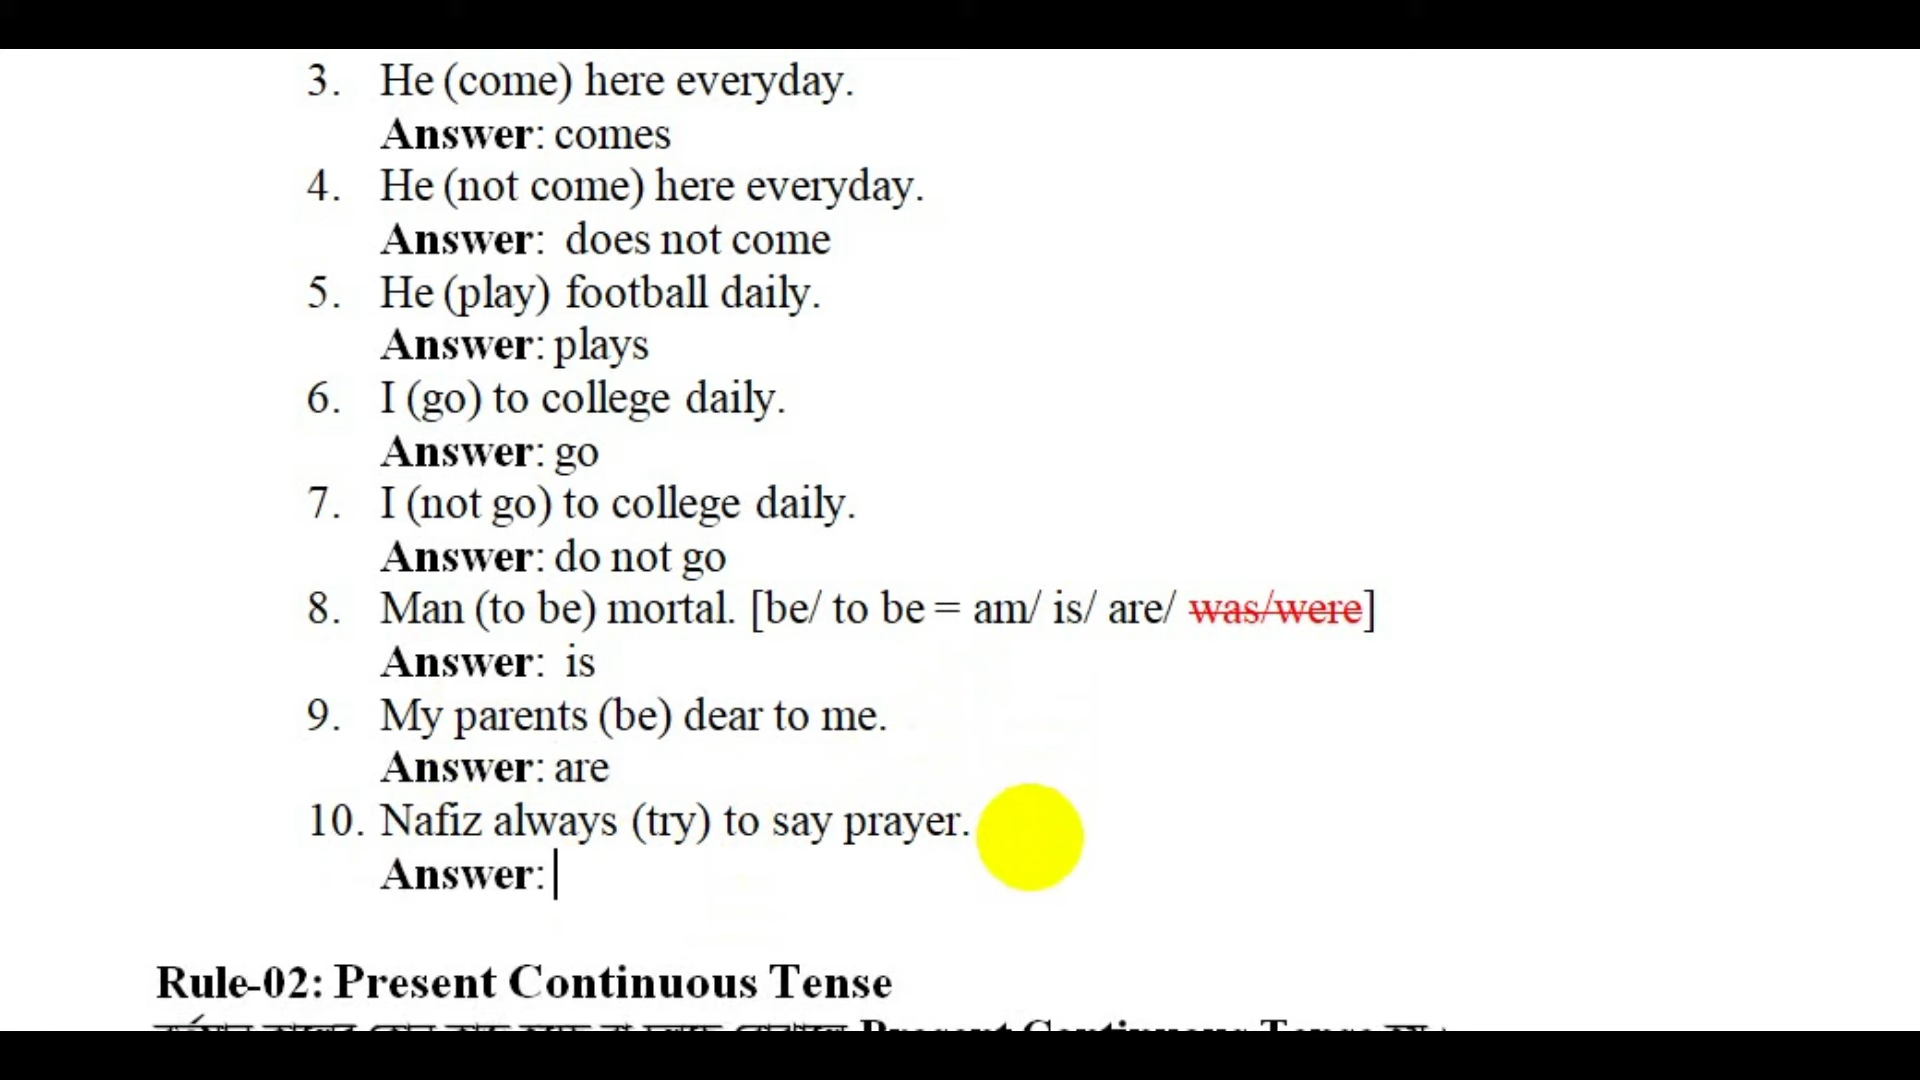 3. He (come) here everyday.
Answer: comes
4. He (not come) here everyday.
Answer: does not come
5. He (play) football daily.
Answer: plays
6. I (go) to college daily.
Answer: go
7. I (not go) to college daily.
Answer: do not go
8. Man (to be) mortal. [be/ to be = am/ is/ are/ was/were]
Answer: is
9. My parents (be) dear to me.
Answer: are
10. Nafiz always (try) to say prayer.
Answer:
Rule-02: Present Continuous Tense
Present Continuous Tense